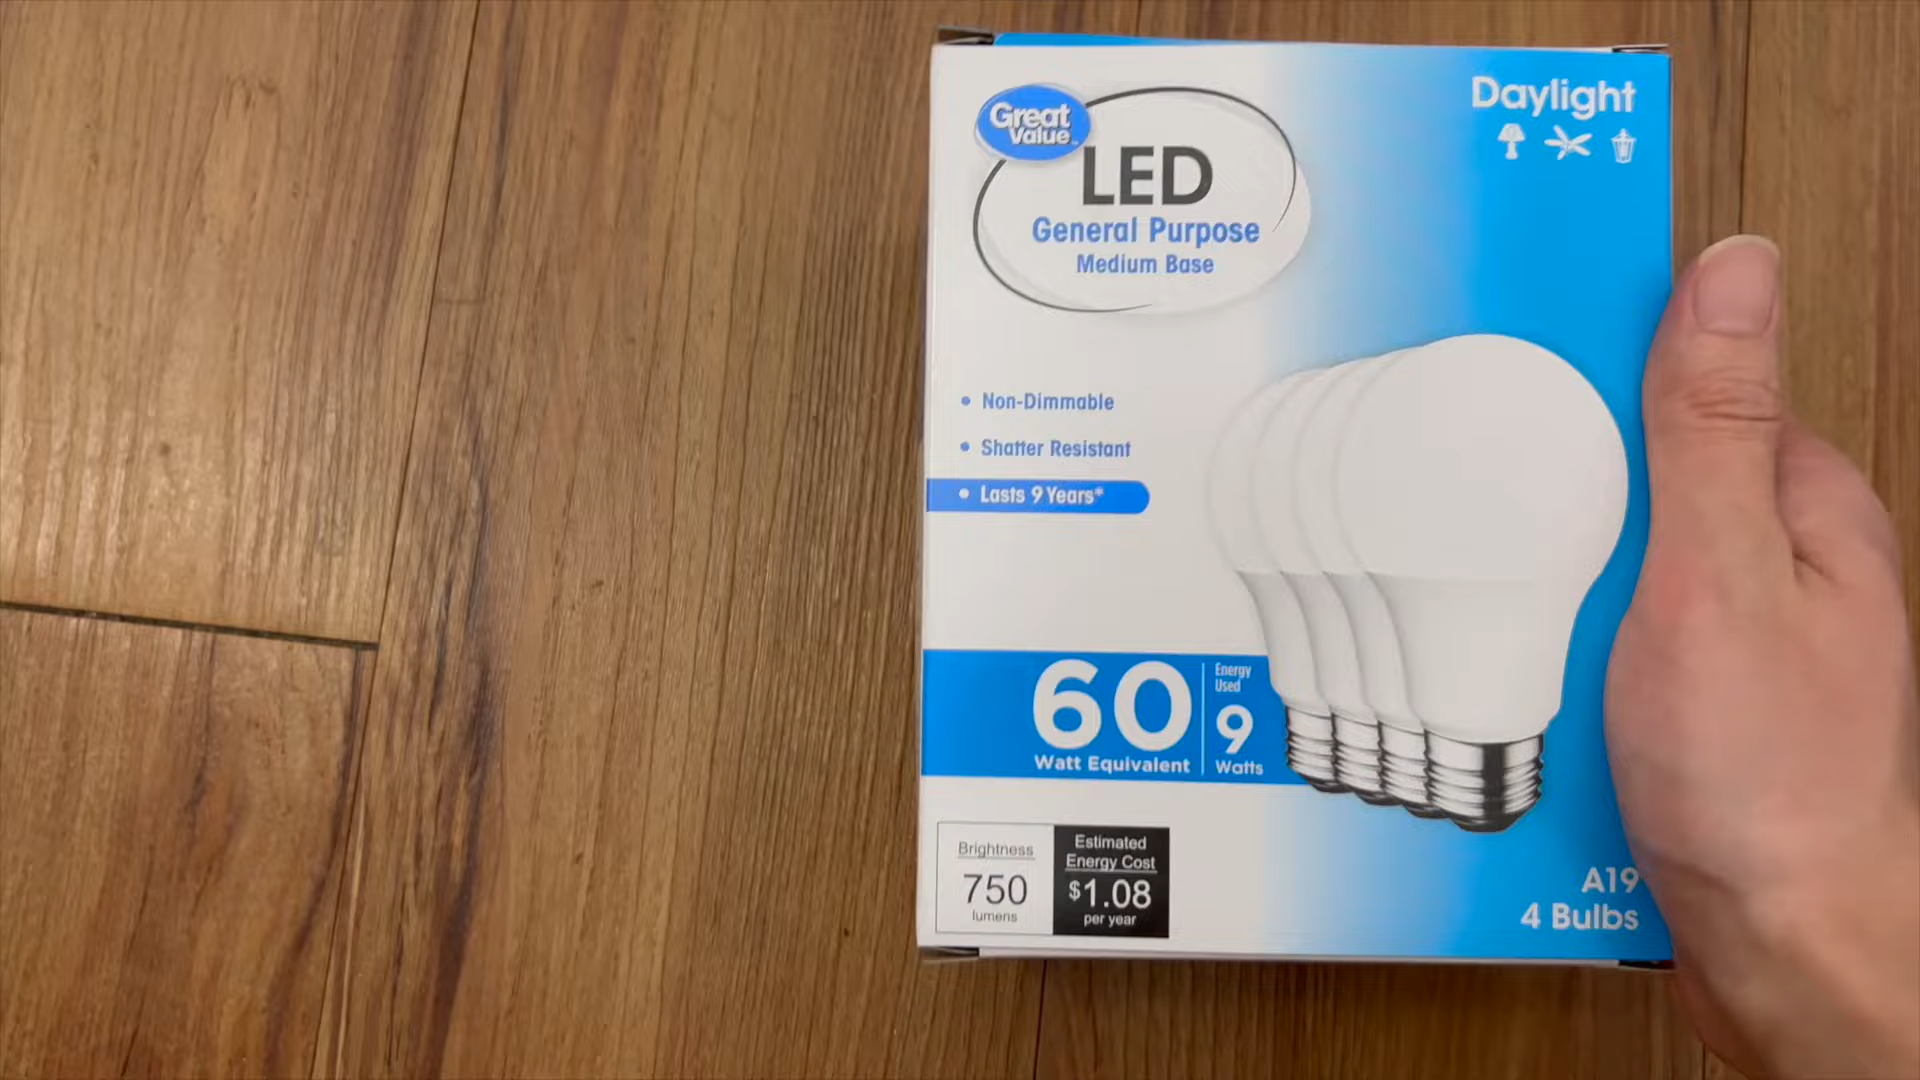 Great
Value
LED
General Purpose
Medium Base
Daylight
• Non-Dimmable
• Shatter Resistant
• Lasts 9 Years*
60
Watt Equivalent
Energy
Used
9
Watts
Brightness
750
lumens
Estimated
Energy Cost
$1.08
per year
A19
4 Bulbs